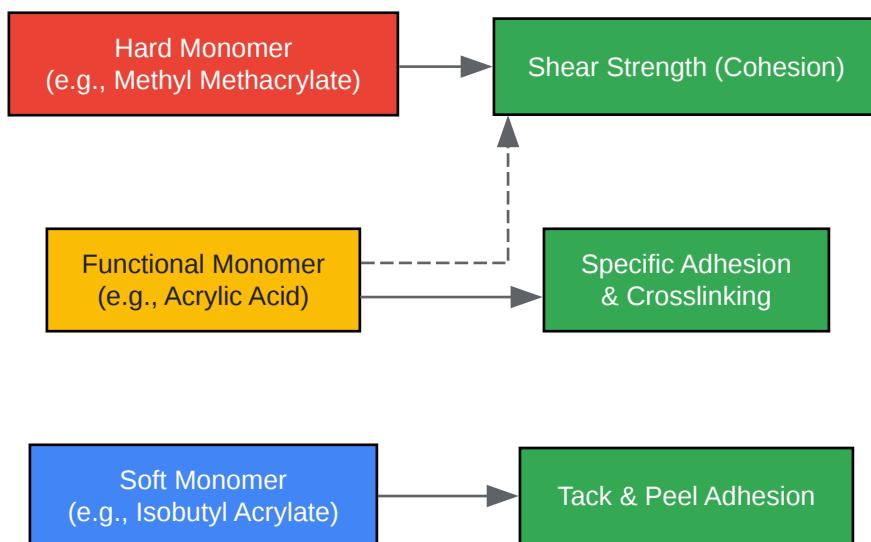 Hard Monomer
(e.g., Methyl Methacrylate)
Shear Strength (Cohesion)
Functional Monomer
(e.g., Acrylic Acid)
Specific Adhesion
& Crosslinking
Soft Monomer
(e.g., Isobutyl Acrylate)
Tack & Peel Adhesion